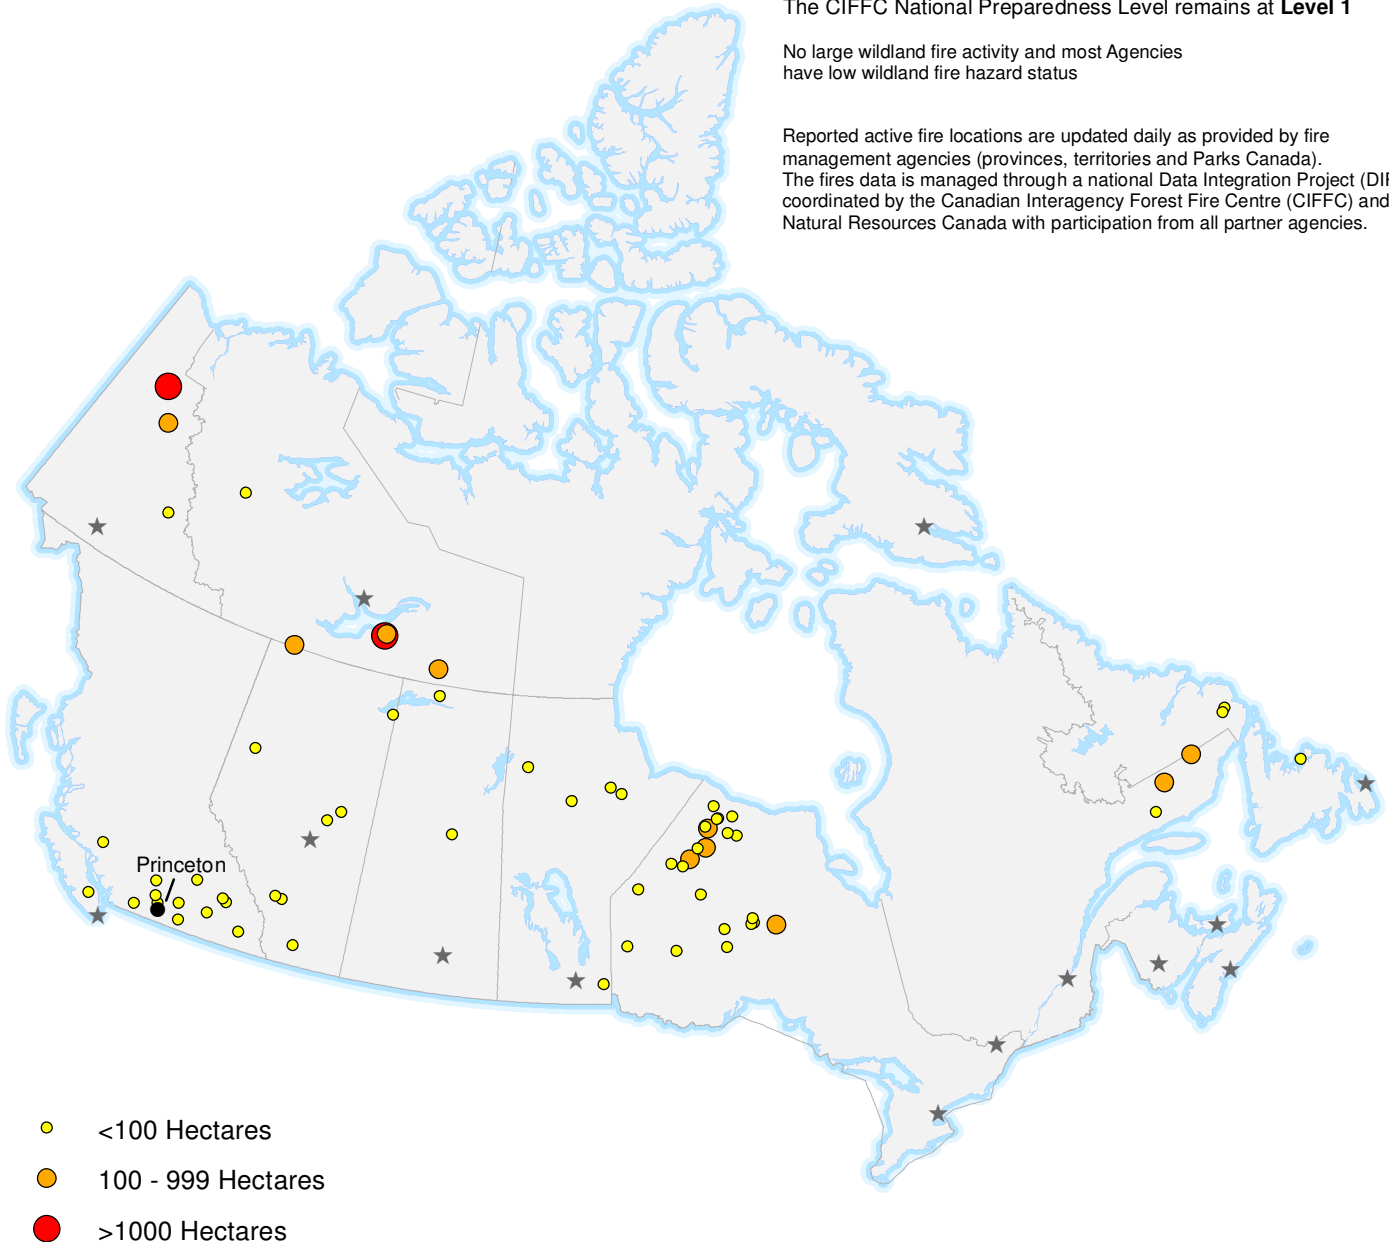 The CIFFC National Preparedness Level remains at Level 1
No large wildland fire activity and most Agencies
have low wildland fire hazard status
Reported active fire locations are updated daily as provided by fire
management agencies (provinces, territories and Parks Canada).
The fires data is managed through a national Data Integration Project (DIF
coordinated by the Canadian Interagency Forest Fire Centre (CIFFC) and
Natural Resources Canada with participation from all partner agencies.
Princeton
<100 Hectares
100 - 999 Hectares
>1000 Hectares